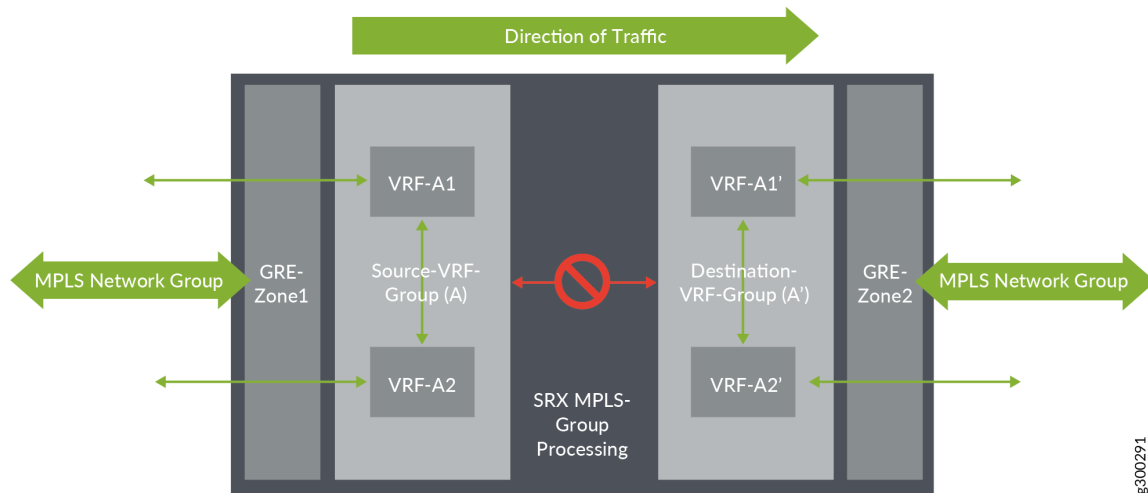 Direction of Traffic
VRF-A1
VRF-A1’
MPLS Network Group
GRE-
Zone1
Source-VRF-
Group (A)
Destination-
VRF-Group (A’)
GRE-
Zone2
MPLS Network Group
VRF-A2
VRF-A2’
SRX MPLS-
Group
Processing
g300291